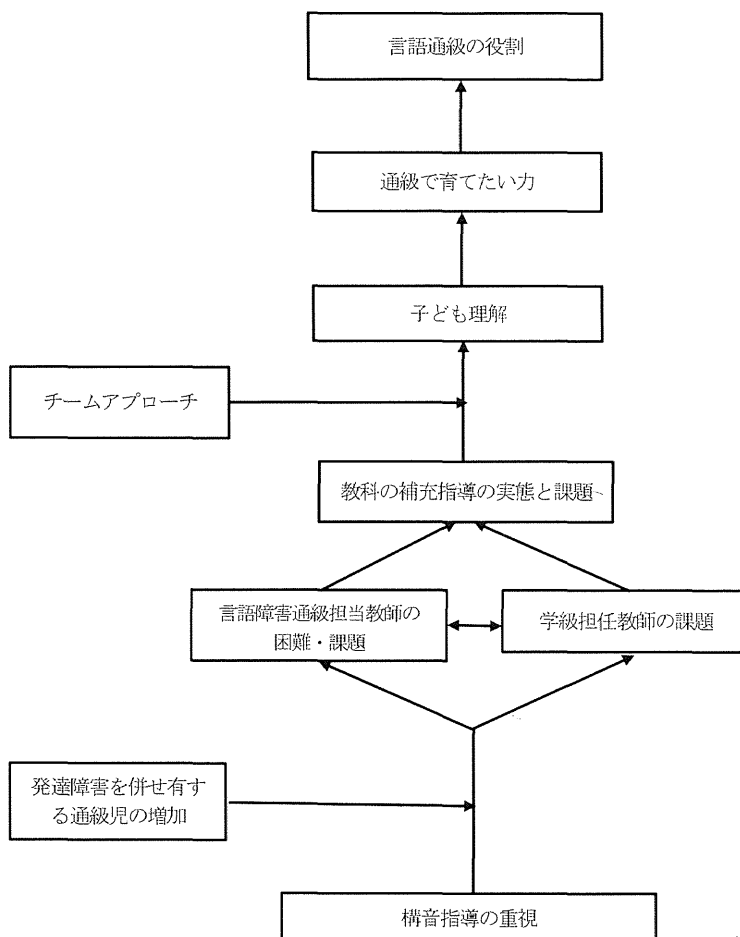 言語通級の役割
通級で育てたい力
子ども理解
チームアプローチ
教科の補充指導の実態と課題
言語障害通級担当教師の
困難・課題
学級担任教師の課題
発達障害を併せ有す
る通級児の増加
構音指導の重視